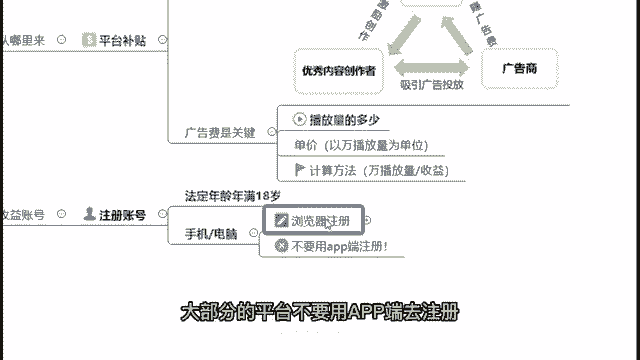 励创作
赚广告费
从哪里来
平台补贴
优秀内容创作者
广告商
吸引广告投放
广告费是关键
播放量的多少
单价（以万播放量为单位）
计算方法（万播放量/收益）
收益账号
注册账号
法定年龄年满18岁
手机/电脑
浏览器注册
不要用app端注册！
大部分的平台不要用APP端去注册